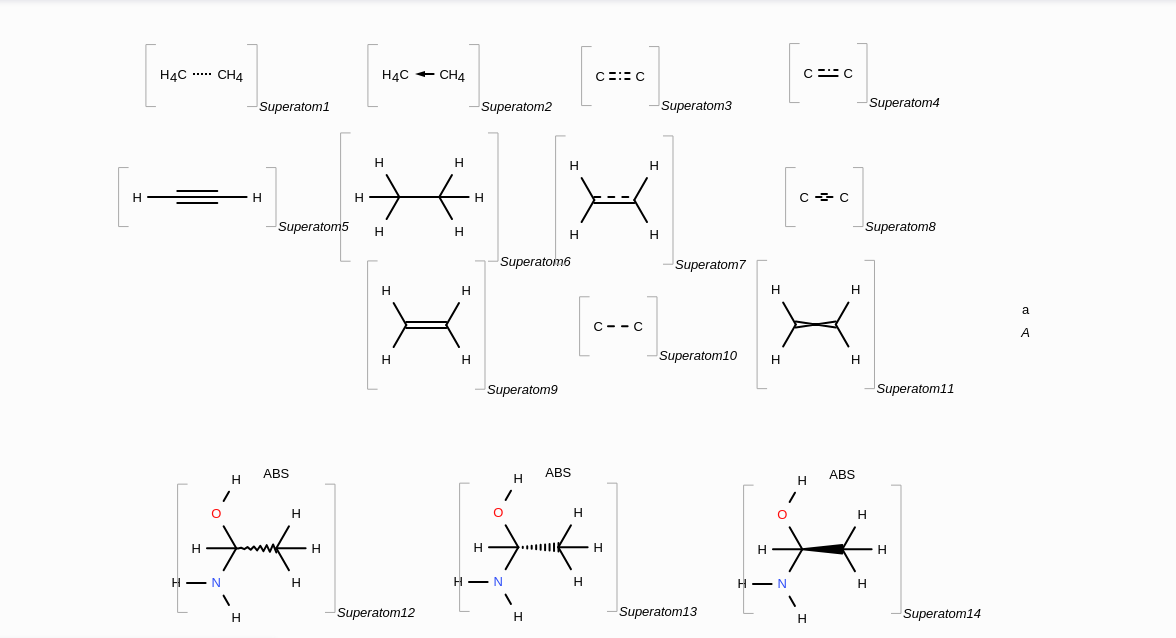 H4C CH4
Superatom1
H4C CH4
Superatom2
C C
Superatom3
C C
Superatom4
H H
Superatom5
H H
H H
H H
Superatom6
H H
H H
Superatom7
C C
Superatom8
H H
H H
Superatom9
C C
Superatom10
H H
H H
Superatom11
a
A
H ABS
O H
H H
H N H
H
Superatom12
H ABS
O H
H H
H N H
H
Superatom13
H ABS
O H
H H
H N H
H
Superatom14